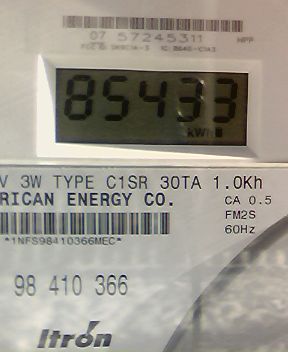 07 57245311
85433
kWh
V 3W TYPE C1SR 30TA 1.0Kh
RICAN ENERGY CO.
CA 0.5
FM2S
60Hz
*1NFS98410366MEC*
98 410 366
Itrón